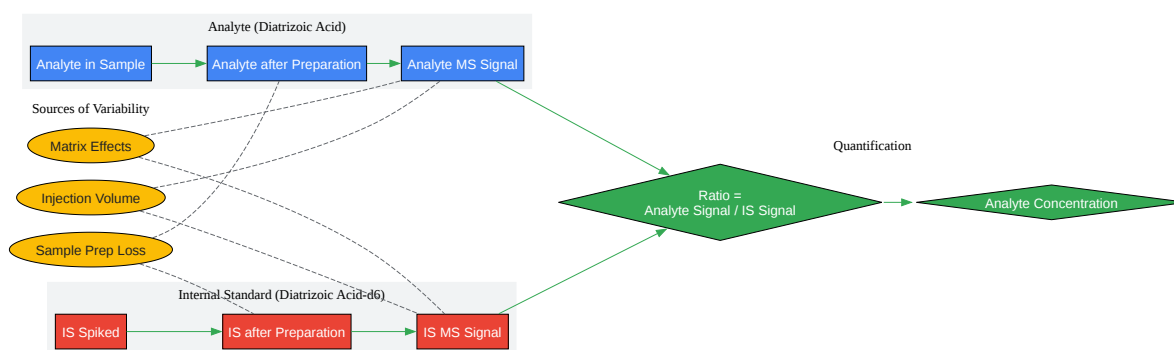 Analyte (Diatrizoic Acid)
Analyte in Sample
Analyte after Preparation
Analyte MS Signal
Sources of Variability
Matrix Effects
Injection Volume
Sample Prep Loss
Quantification
Ratio =
Analyte Signal / IS Signal
Analyte Concentration
Internal Standard (Diatrizoic Acid-d6)
IS Spiked
IS after Preparation
IS MS Signal